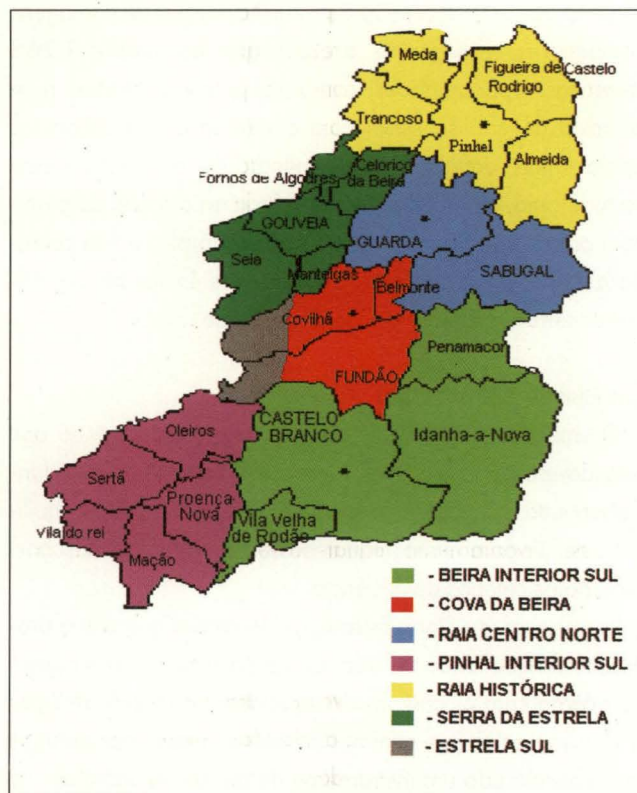 Meda
Figueira de Castelo
Rodrigo
Trancoso
Pinhel
Almeida
Celorico
da Beira
Fornos de Algodres
GOUVEIA
GUARDA
Seia
Manteigas
SABUGAL
Belmonte
Covilhã
Penamacor
FUNDÃO
CASTELO
BRANCO
Idanha-a-Nova
Oleiros
Sertã
Proença
Nova
Vila Velha
de Rodão
Vila do rei
Mação
- BEIRA INTERIOR SUL
- COVA DA BEIRA
- RAIA CENTRO NORTE
- PINHAL INTERIOR SUL
- RAIA HISTÓRICA
- SERRA DA ESTRELA
- ESTRELA SUL